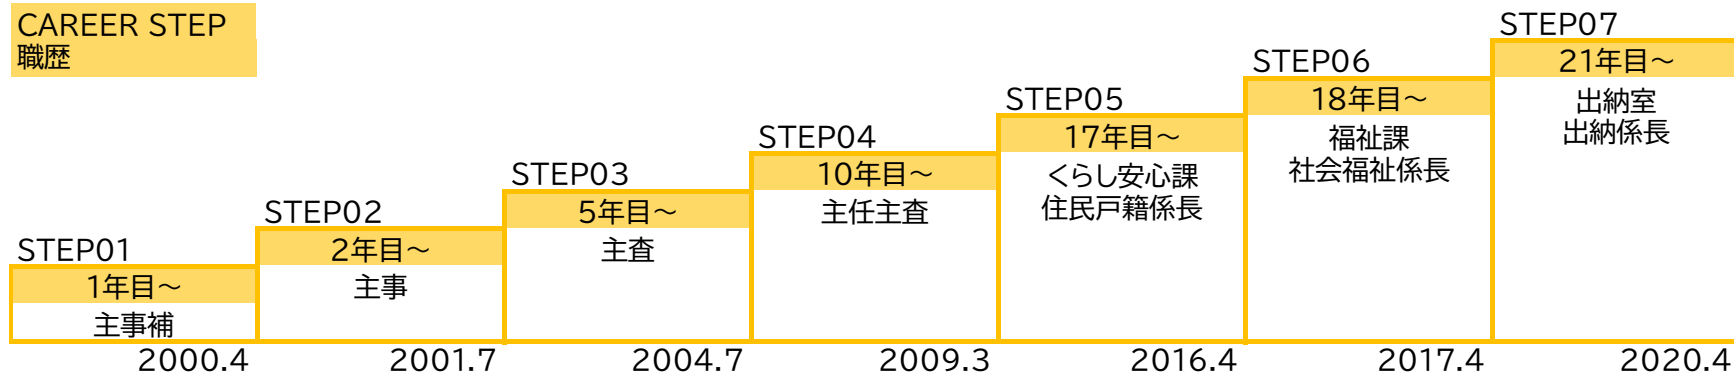 CAREER STEP
職歴
STEP01
1年目～
主事補
2000.4
STEP02
2年目～
主事
2001.7
STEP03
5年目～
主査
2004.7
STEP04
10年目～
主任主査
2009.3
STEP05
17年目～
くらし安心課
住民戸籍係長
2016.4
STEP06
18年目～
福祉課
社会福祉係長
2017.4
STEP07
21年目～
出納室
出納係長
2020.4